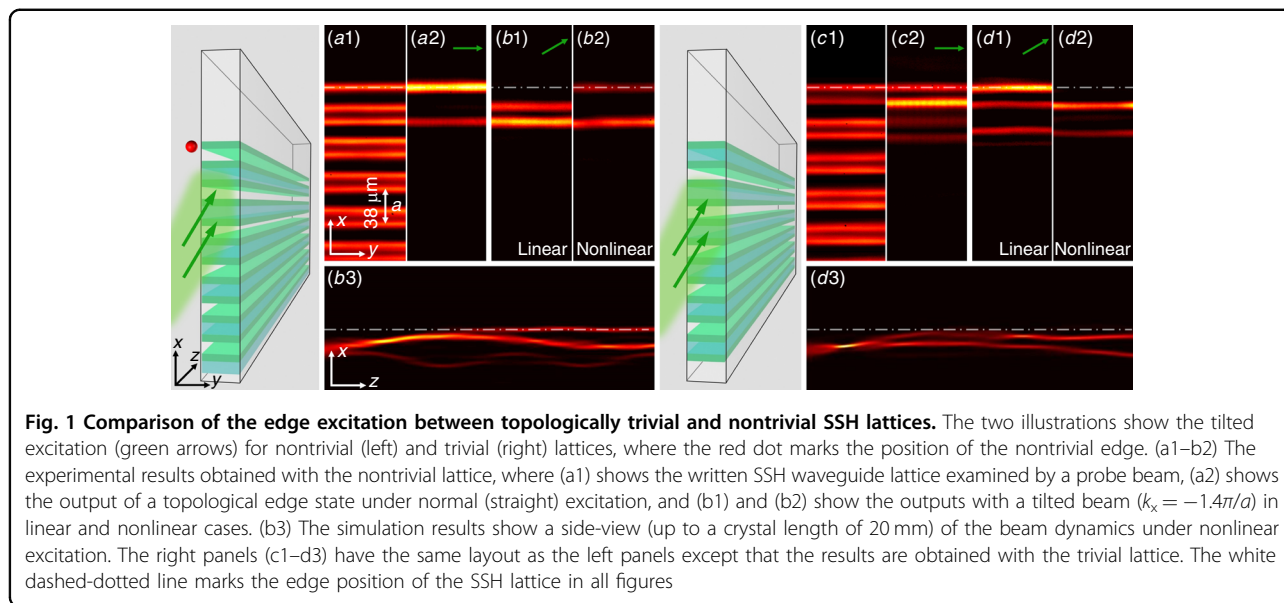 (a1)
(a2)
(b1)
(b2)
(c1)
(c2)
(d1)
(d2)
38 μm
a
x
y
Linear
Nonlinear
Linear
Nonlinear
x
z
y
(b3)
x
z
(d3)
Fig. 1 Comparison of the edge excitation between topologically trivial and nontrivial SSH lattices. The two illustrations show the tilted
excitation (green arrows) for nontrivial (left) and trivial (right) lattices, where the red dot marks the position of the nontrivial edge. (a1–b2) The
experimental results obtained with the nontrivial lattice, where (a1) shows the written SSH waveguide lattice examined by a probe beam, (a2) shows
the output of a topological edge state under normal (straight) excitation, and (b1) and (b2) show the outputs with a tilted beam (kx = −1.4π/a) in
linear and nonlinear cases. (b3) The simulation results show a side-view (up to a crystal length of 20 mm) of the beam dynamics under nonlinear
excitation. The right panels (c1–d3) have the same layout as the left panels except that the results are obtained with the trivial lattice. The white
dashed-dotted line marks the edge position of the SSH lattice in all figures